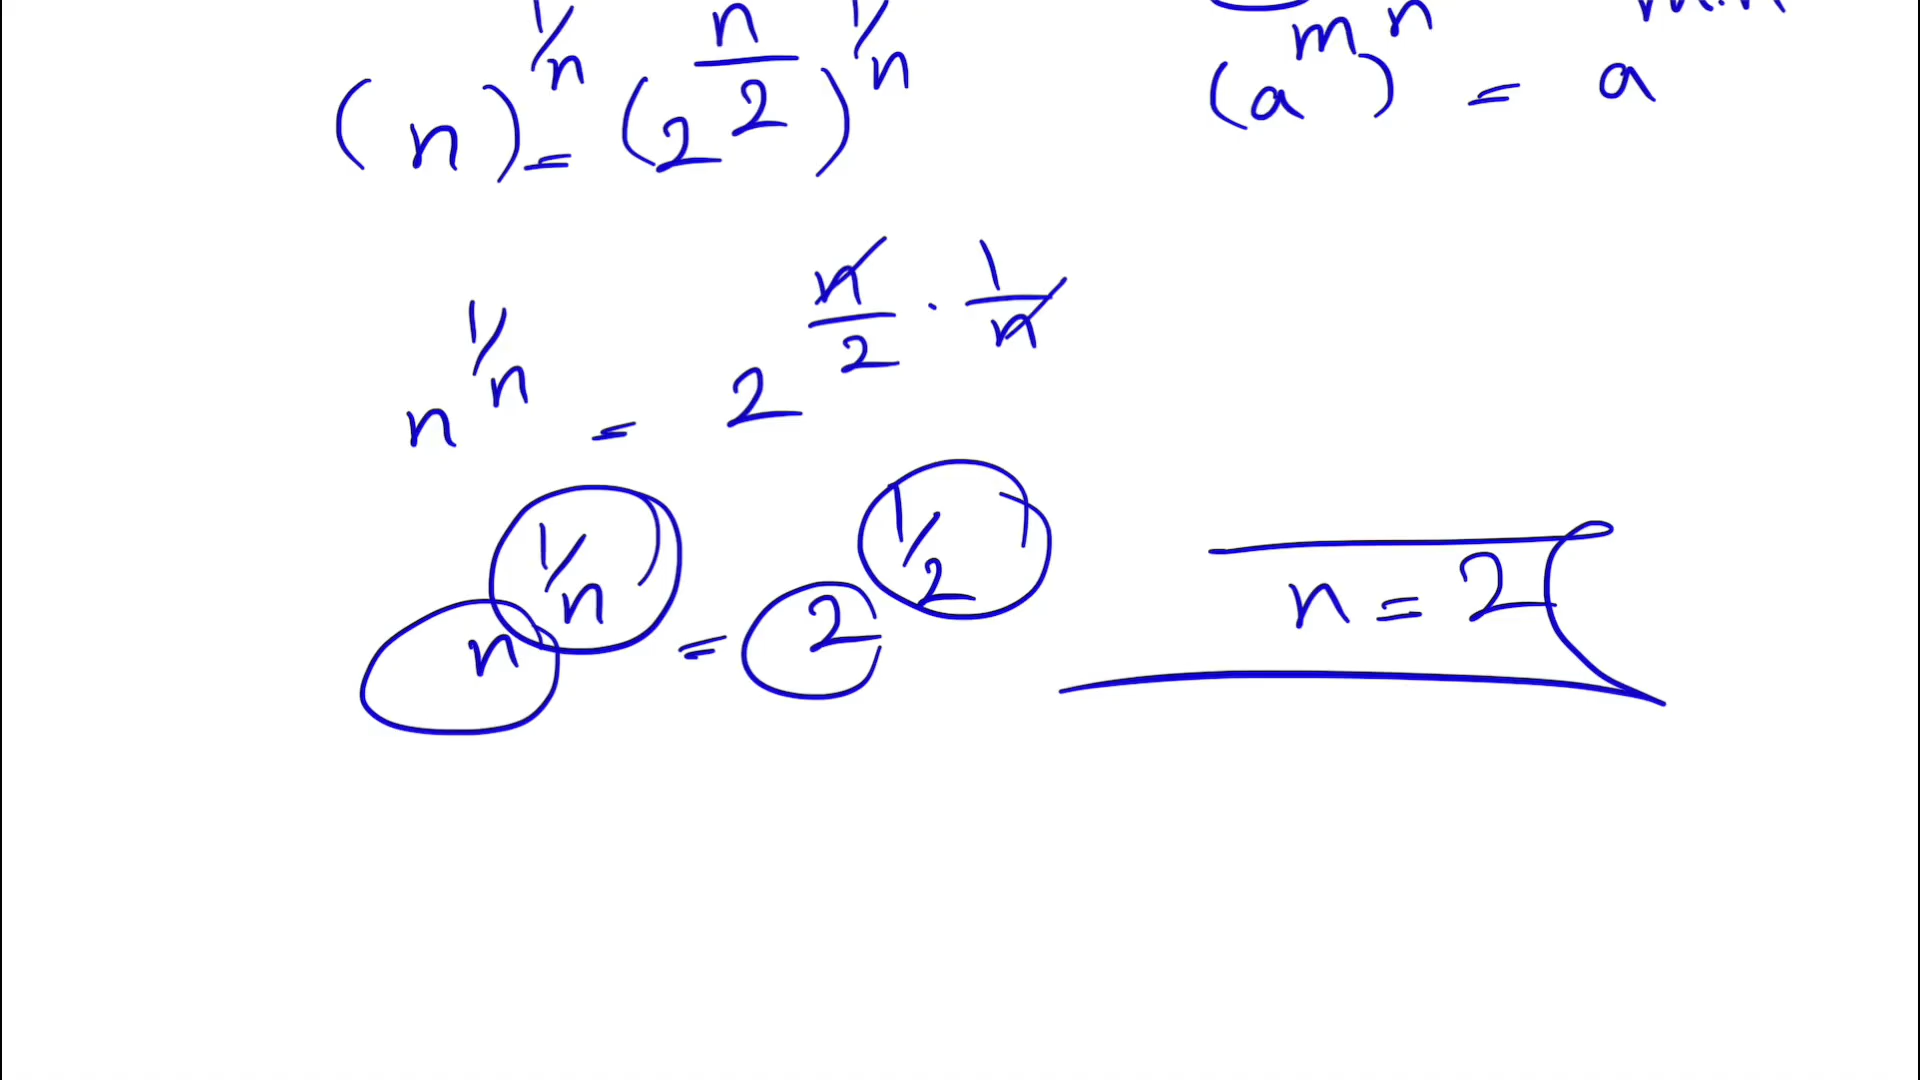 (n)^1/n = (2^n/2)^1/n
(a^m)^n = a^m.n
n^1/n = 2^n/2 · 1/n
n^1/n = 2^1/2
n = 2